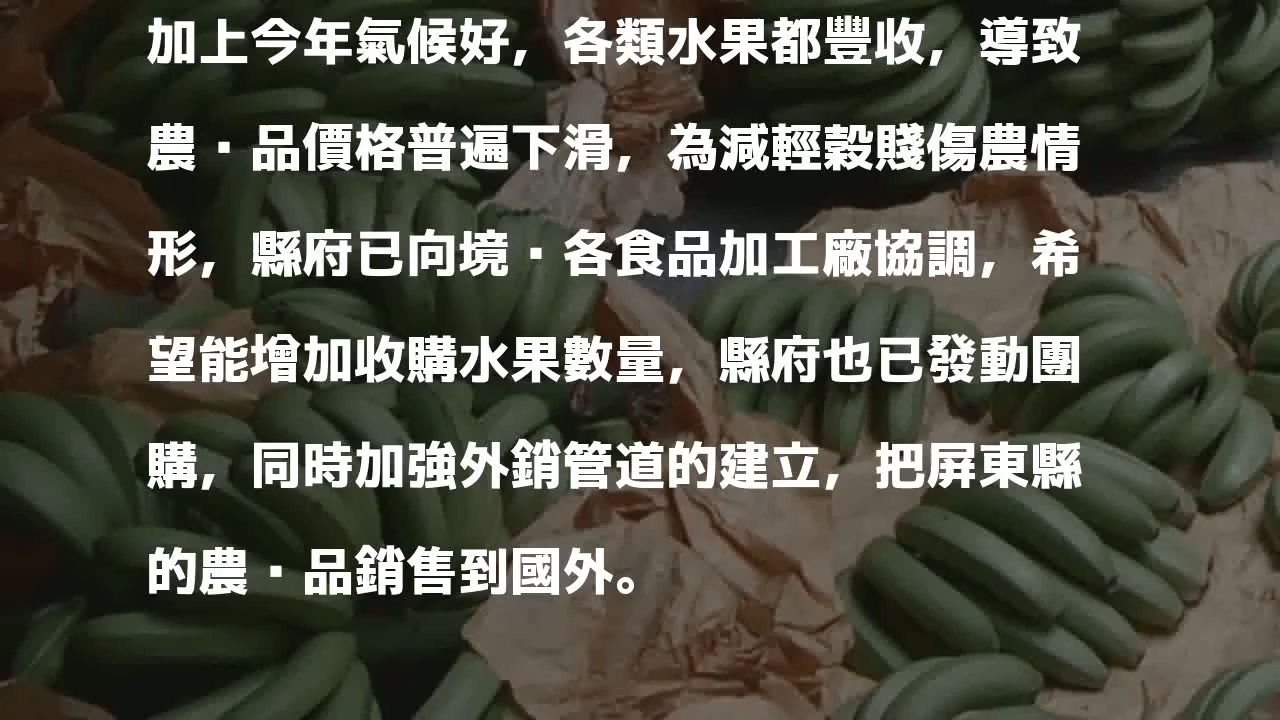 加上今年氣候好，各類水果都豐收，導致
農▪品價格普遍下滑，為減輕穀賤傷農情
形，縣府已向境▪各食品加工廠協調，希
望能增加收購水果數量，縣府也已發動團
購，同時加強外銷管道的建立，把屏東縣
的農▪品銷售到國外。